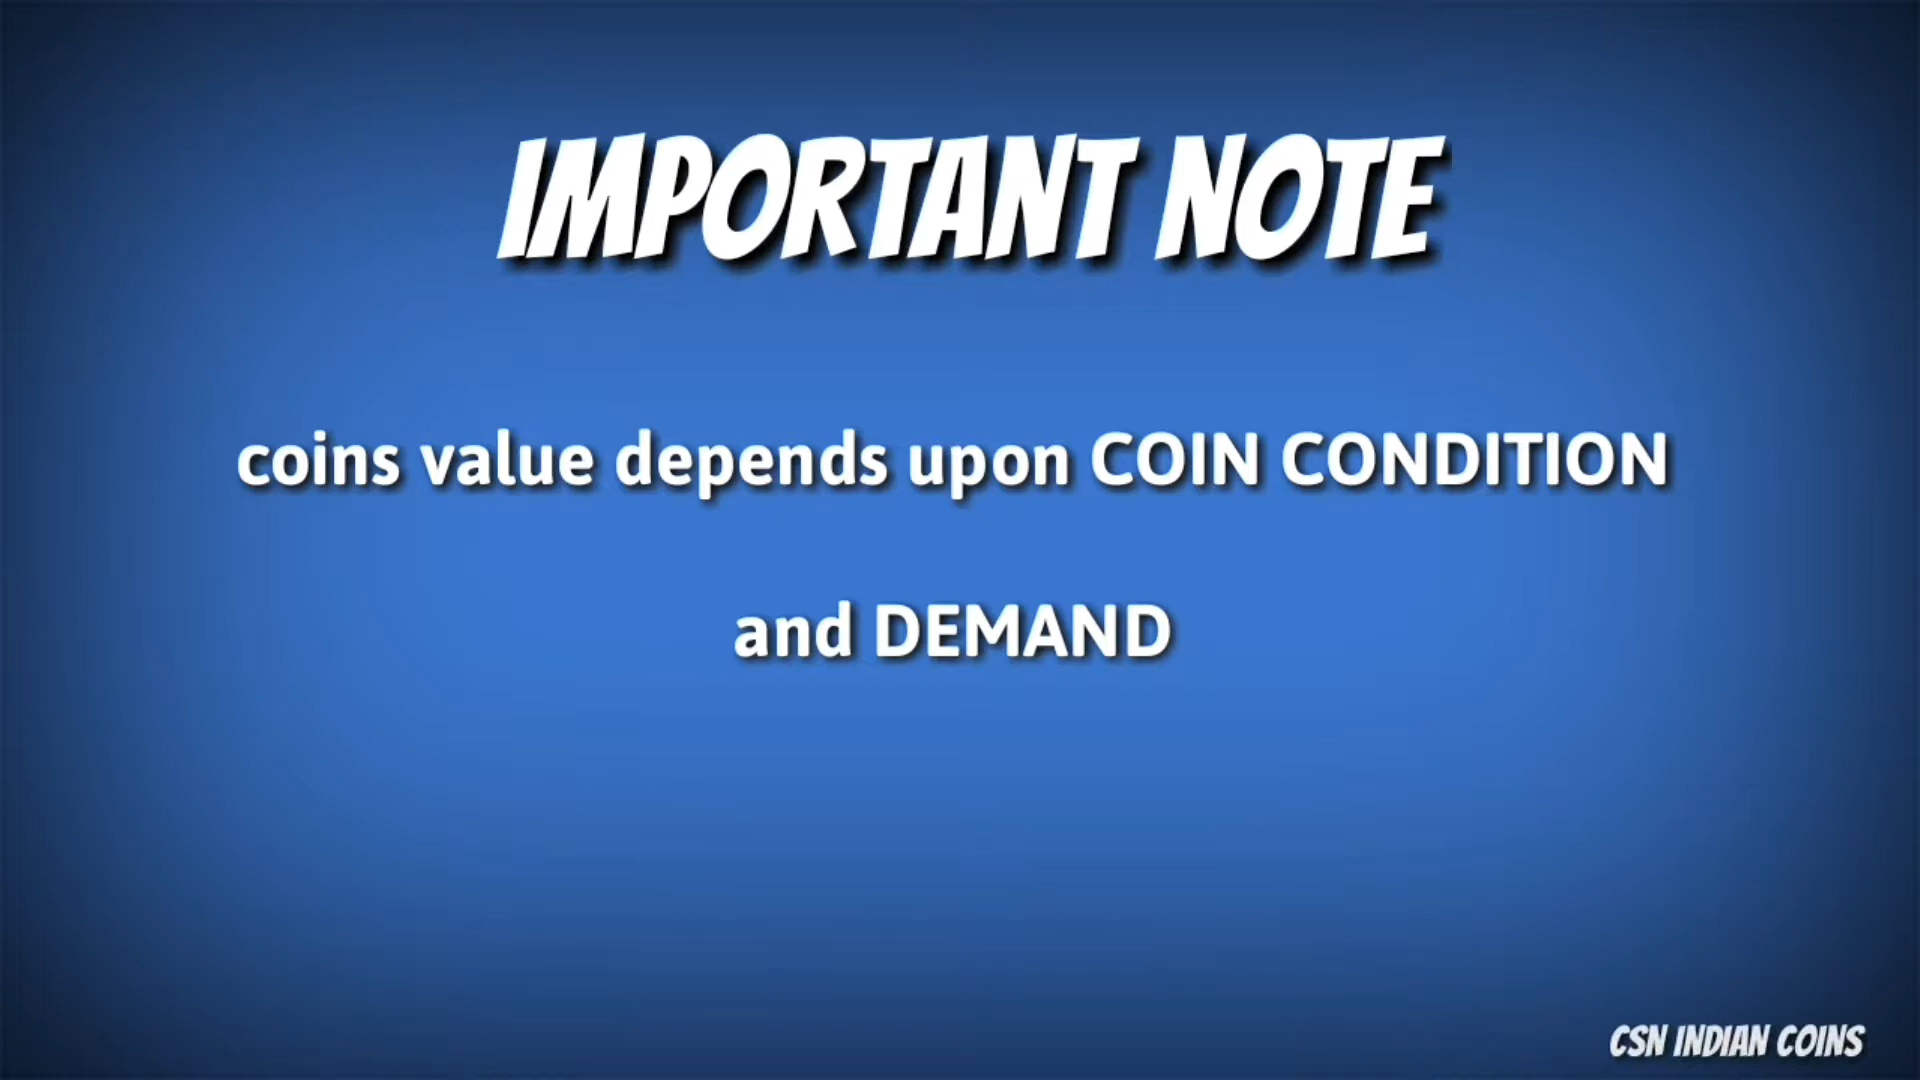 IMPORTANT NOTE
coins value depends upon COIN CONDITION
and DEMAND
CSN INDIAN COINS